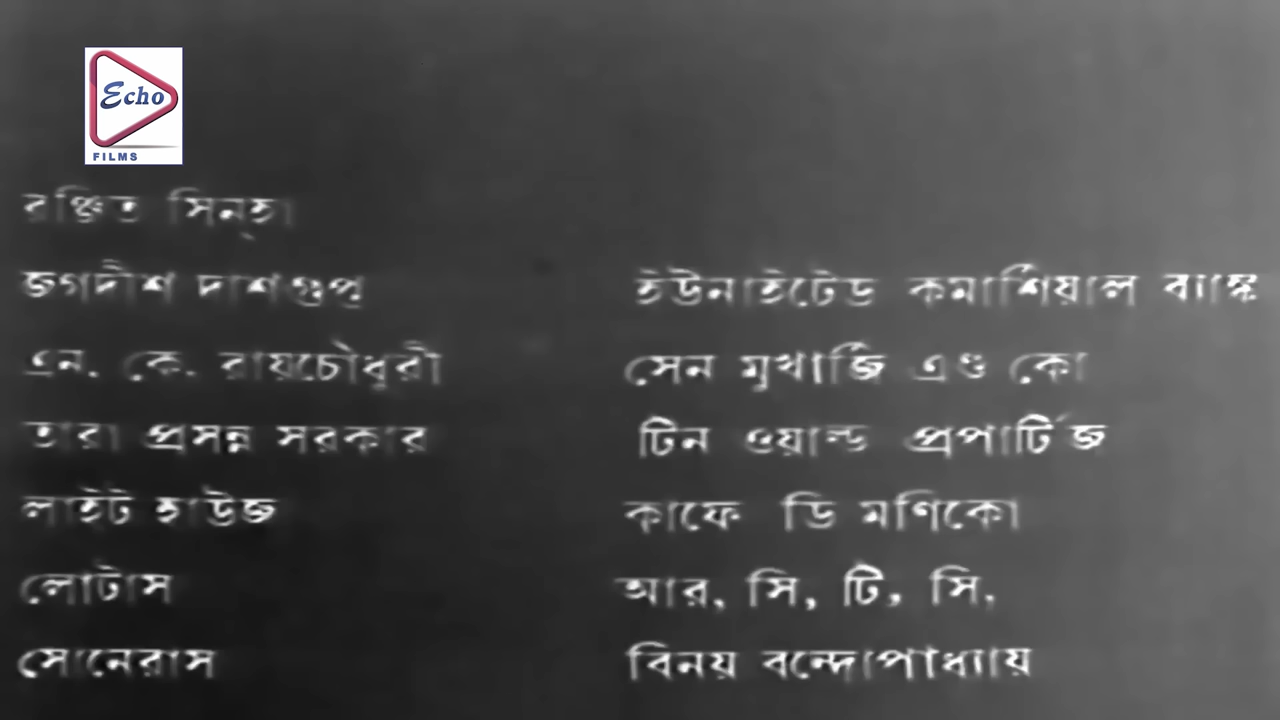 Echo
FILMS
রঞ্জিত সিন্‌হা
জগদীশ দাশগুপ্ত
এন. কে. রায়চৌধুরী
তারা প্রসন্ন সরকার
লাইট হাউজ
লোটাস
সোনেরাস
ইউনাইটেড কমার্শিয়াল ব্যাঙ্ক
সেন মুখার্জি এণ্ড কো
টিন ওয়াল্ড প্রপার্টিজ
কাফে ডি মণিকো
আর, সি, টি, সি,
বিনয় বন্দোপাধ্যায়